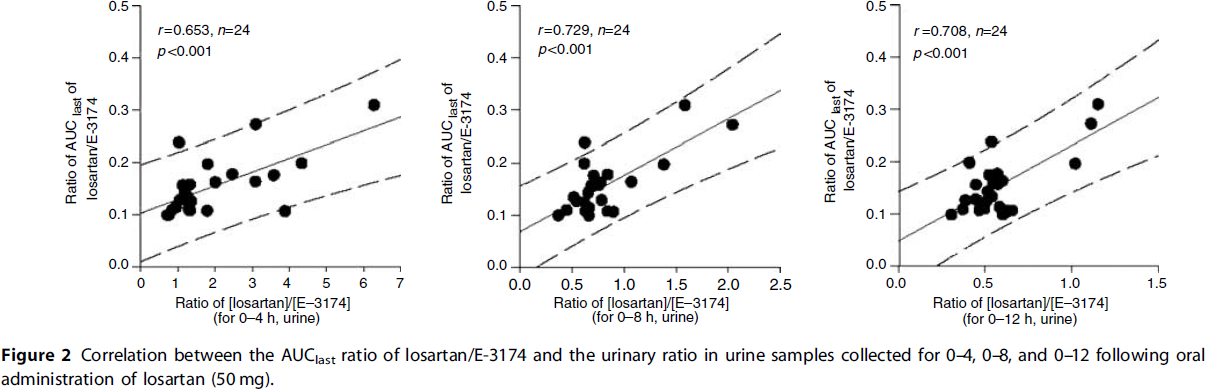 r=0.653, n=24
p<0.001
Ratio of AUC last of
losartan/E-3174
0.5
0.4
0.3
0.2
0.1
0.0
0 1 2 3 4 5 6 7
Ratio of [losartan]/[E–3174]
(for 0–4 h, urine)
r=0.729, n=24
p<0.001
Ratio of AUC last of
losartan/E-3174
0.5
0.4
0.3
0.2
0.1
0.0
0.0 0.5 1.0 1.5 2.0 2.5
Ratio of [losartan]/[E–3174]
(for 0–8 h, urine)
r=0.708, n=24
p<0.001
Ratio of AUC last of
losartan/E-3174
0.5
0.4
0.3
0.2
0.1
0.0
0.0 0.5 1.0 1.5
Ratio of [losartan]/[E–3174]
(for 0–12 h, urine)
Figure 2 Correlation between the AUClast ratio of losartan/E-3174 and the urinary ratio in urine samples collected for 0–4, 0–8, and 0–12 following oral
administration of losartan (50 mg).